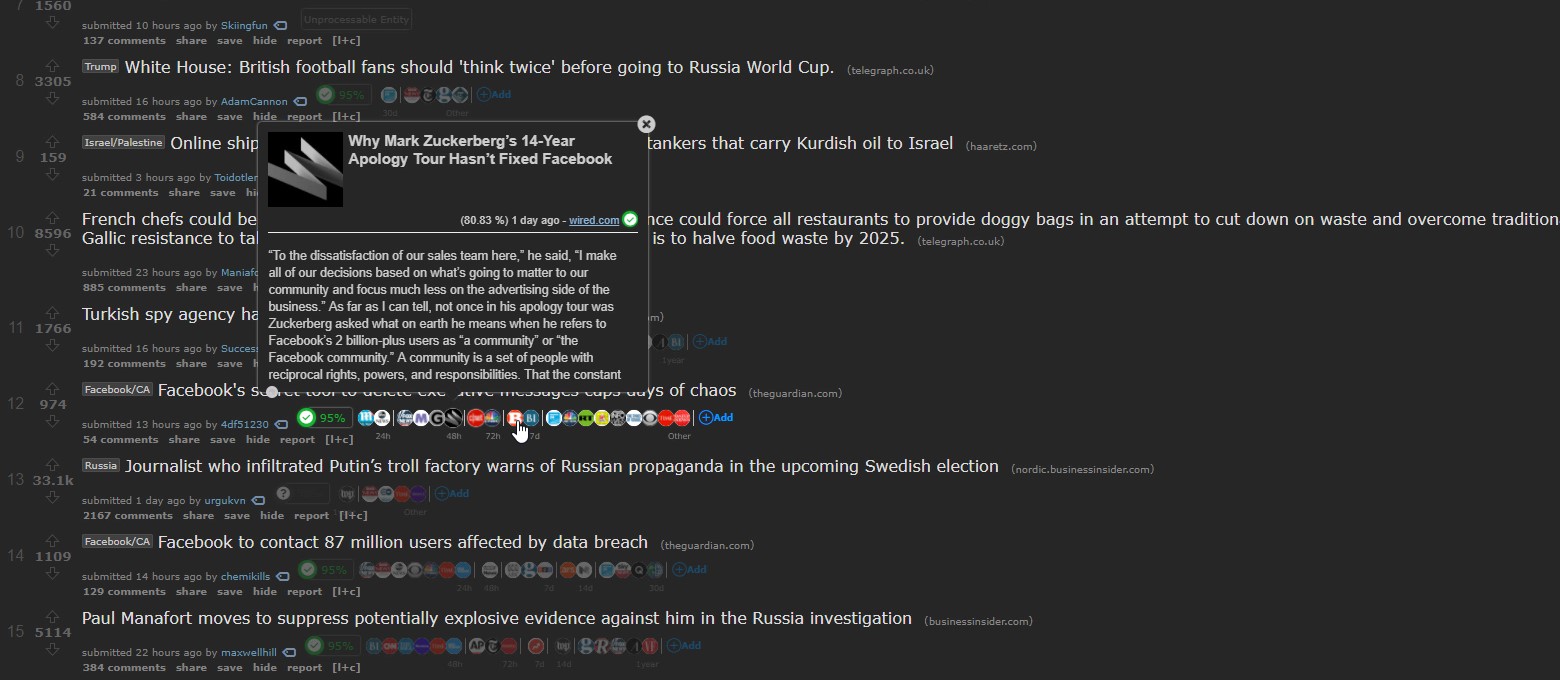 7
1560
submitted 10 hours ago by Skiingfun
Unprocessable Entity
137 comments share save hide report [l+c]
Trump White House: British football fans should 'think twice' before going to Russia World Cup. (telegraph.co.uk)
8
3305
submitted 16 hours ago by AdamCannon 95% +Add
30d Other
584 comments share save hide report [l+c]
Israel/Palestine Online ship
tankers that carry Kurdish oil to Israel (haaretz.com)
9
159
submitted 3 hours ago by Toidotler
21 comments share save hi
Why Mark Zuckerberg’s 14-Year
Apology Tour Hasn’t Fixed Facebook
(80.83 %) 1 day ago - wired.com
“To the dissatisfaction of our sales team here,” he said, “I make
all of our decisions based on what’s going to matter to our
community and focus much less on the advertising side of the
business.” As far as I can tell, not once in his apology tour was
Zuckerberg asked what on earth he means when he refers to
Facebook’s 2 billion-plus users as “a community” or “the
Facebook community.” A community is a set of people with
reciprocal rights, powers, and responsibilities. That the constant
French chefs could be
nce could force all restaurants to provide doggy bags in an attempt to cut down on waste and overcome tradition
10
8596
Gallic resistance to ta
is to halve food waste by 2025. (telegraph.co.uk)
submitted 23 hours ago by Maniafo
885 comments share save h
Turkish spy agency ha
om)
11
1766
submitted 16 hours ago by Success
BI +Add
1year
192 comments share save h
Facebook/CA Facebook's secret tool to delete executive messages caps days of chaos (theguardian.com)
12
974
submitted 13 hours ago by 4df51230 95% BI +Add
24h 48h 72h 7d Other
54 comments share save hide report [l+c]
Russia Journalist who infiltrated Putin’s troll factory warns of Russian propaganda in the upcoming Swedish election (nordic.businessinsider.com)
13
33.1k
submitted 1 day ago by urgukvn ? +Add
Other
2167 comments share save hide report [l+c]
Facebook/CA Facebook to contact 87 million users affected by data breach (theguardian.com)
14
1109
submitted 14 hours ago by chemikills 95% +Add
24h 48h 7d 14d 30d
129 comments share save hide report [l+c]
Paul Manafort moves to suppress potentially explosive evidence against him in the Russia investigation (businessinsider.com)
15
5114
submitted 22 hours ago by maxwellhill 95% BI AP +Add
48h 72h 7d 14d 1year
384 comments share save hide report [l+c]